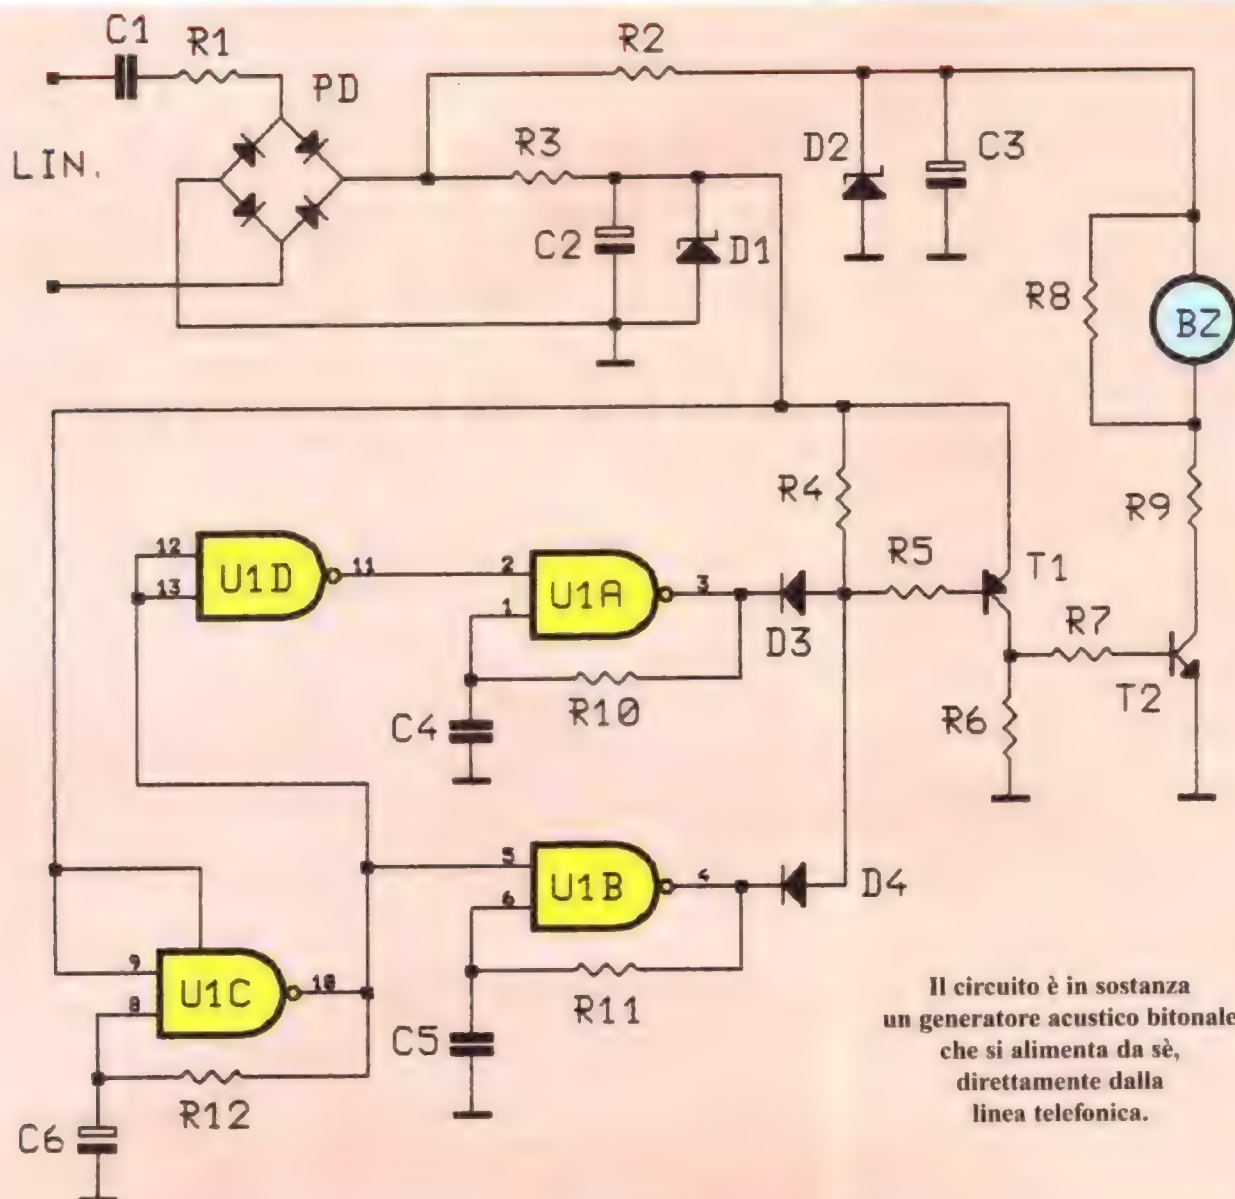 C1
R1
PD
R2
LIN.
R3
C2
D1
D2
C3
R8
BZ
R4
R5
T1
R9
12
13
U1D
11
2
1
U1A
3
D3
R7
T2
R10
C4
R6
5
6
U1B
4
D4
9
8
U1C
10
C5
R11
R12
C6
Il circuito è in sostanza
un generatore acustico bitonale
che si alimenta da sè,
direttamente dalla
linea telefonica.